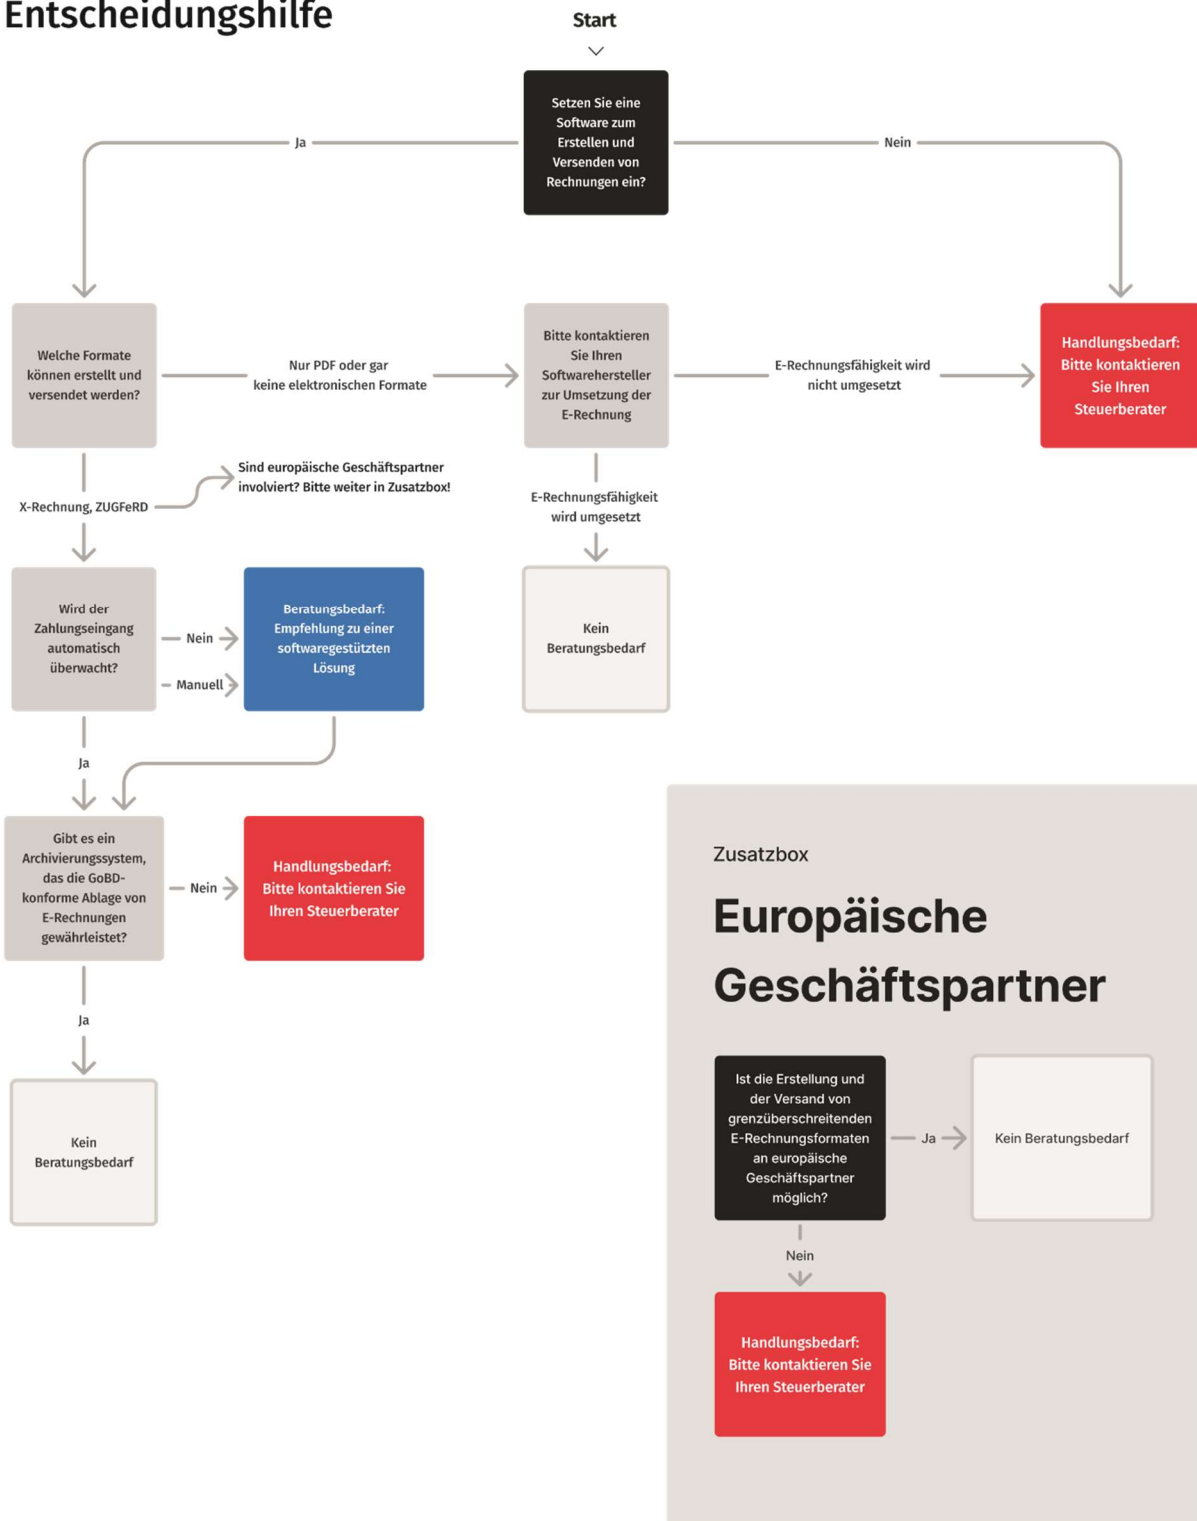 Entscheidungshilfe
Start
Setzen Sie eine
Software zum
Erstellen und
Versenden von
Rechnungen ein?
Ja
Nein
Welche Formate
können erstellt und
versendet werden?
Nur PDF oder gar
keine elektronischen Formate
Bitte kontaktieren
Sie Ihren
Softwarehersteller
zur Umsetzung der
E-Rechnung
E-Rechnungsfähigkeit wird
nicht umgesetzt
Handlungsbedarf:
Bitte kontaktieren
Sie Ihren
Steuerberater
X-Rechnung, ZUGFeRD
Sind europäische Geschäftspartner
involviert? Bitte weiter in Zusatzbox!
E-Rechnungsfähigkeit
wird umgesetzt
Wird der
Zahlungseingang
automatisch
überwacht?
Nein
Manuell
Beratungsbedarf:
Empfehlung zu einer
softwaregestützten
Lösung
Kein
Beratungsbedarf
Ja
Gibt es ein
Archivierungssystem,
das die GoBD-
konforme Ablage von
E-Rechnungen
gewährleistet?
Nein
Handlungsbedarf:
Bitte kontaktieren Sie
Ihren Steuerberater
Ja
Kein
Beratungsbedarf
Zusatzbox
Europäische
Geschäftspartner
Ist die Erstellung und
der Versand von
grenzüberschreitenden
E-Rechnungsformaten
an europäische
Geschäftspartner
möglich?
Ja
Kein Beratungsbedarf
Nein
Handlungsbedarf:
Bitte kontaktieren Sie
Ihren Steuerberater